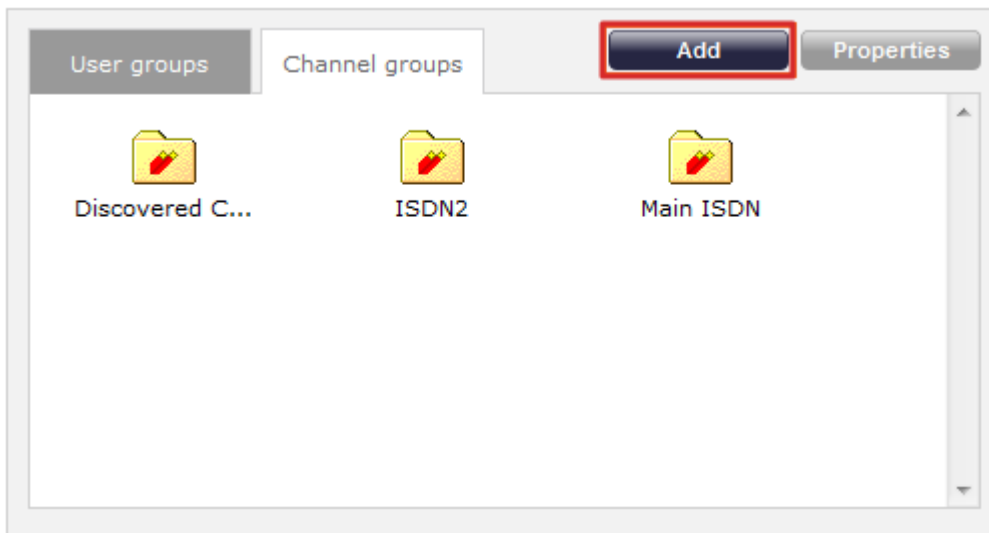 User groups
Channel groups
Add
Properties
Discovered C...
ISDN2
Main ISDN